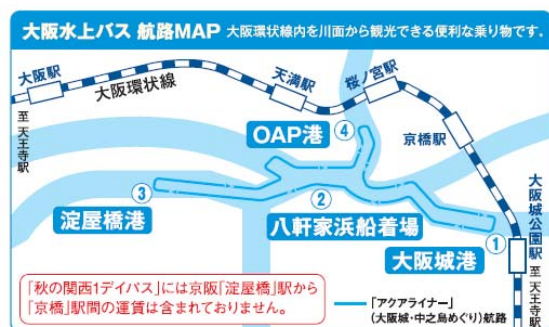 大阪水上バス 航路MAP 大阪環状線内を川面から観光できる便利な乗り物です。
大阪駅
大阪環状線
天満駅
桜ノ宮駅
京橋駅
大阪城公園駅
至 天王寺駅
至 天王寺駅
OAP港
④
③
淀屋橋港
②
八軒家浜船着場
①
大阪城港
「秋の関西1デイパス」には京阪「淀屋橋」駅から
「京橋」駅間の運賃は含まれておりません。
「アクアライナー」
(大阪城・中之島めぐり)航路